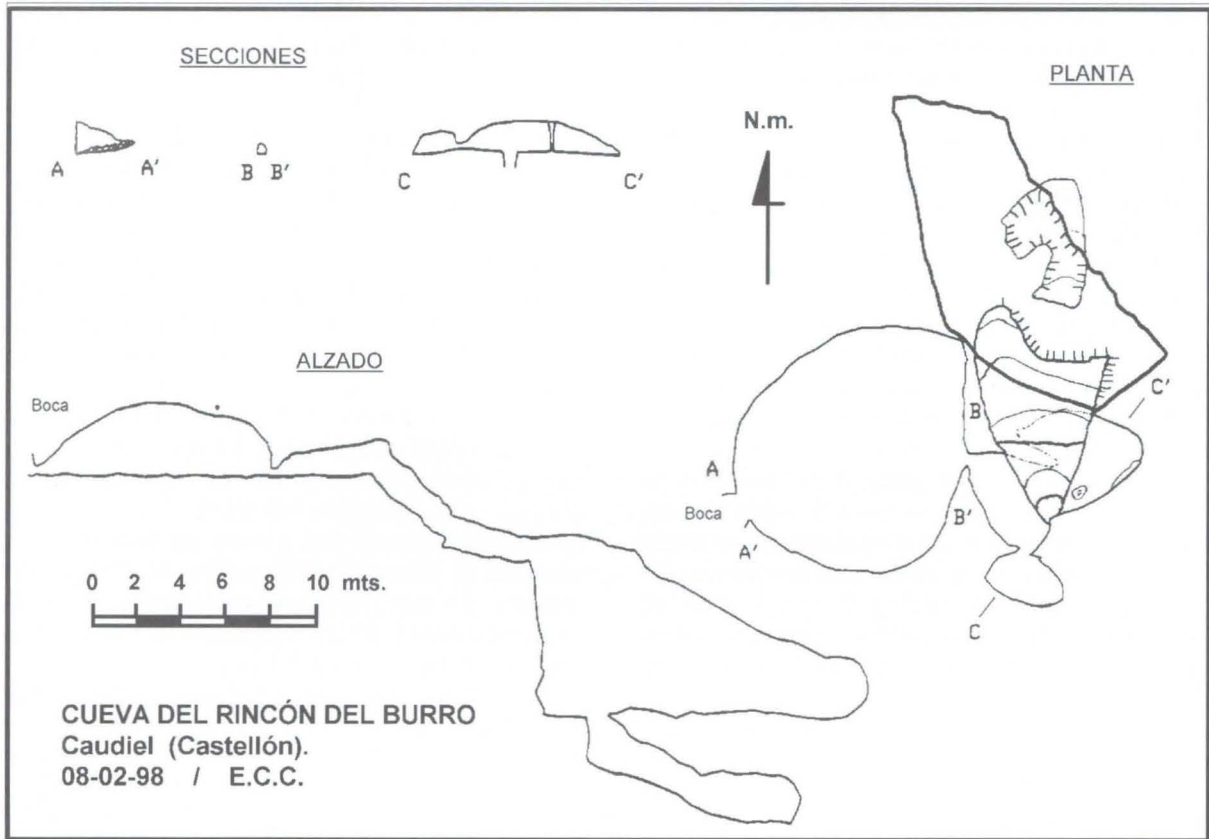 SECCIONES
A A' B B' C C'
N.m.
PLANTA
ALZADO
Boca
0 2 4 6 8 10 mts.
A
Boca
A'
B
B'
C'
C
CUEVA DEL RINCÓN DEL BURRO
Caudiel (Castellón).
08-02-98 / E.C.C.